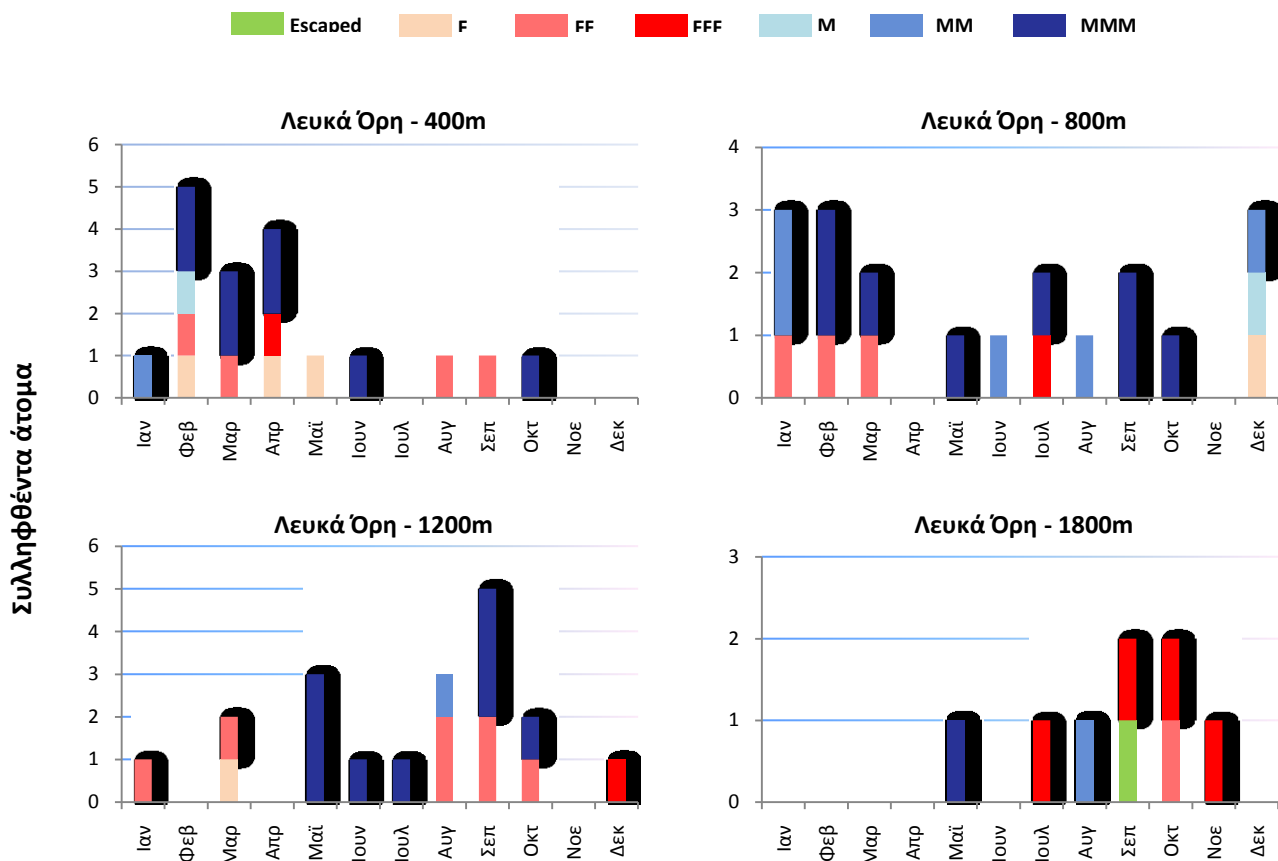 Escaped F FF FFF M MM MMM
Συλληφθέντα άτομα
Λευκά Όρη - 400m
6
5
4
3
2
1
0
Ιαν Φεβ Μαρ Απρ Μαϊ Ιουν Ιουλ Αυγ Σεπ Οκτ Νοε Δεκ
Λευκά Όρη - 800m
4
3
2
1
0
Ιαν Φεβ Μαρ Απρ Μαϊ Ιουν Ιουλ Αυγ Σεπ Οκτ Νοε Δεκ
Λευκά Όρη - 1200m
6
5
4
3
2
1
0
Ιαν Φεβ Μαρ Απρ Μαϊ Ιουν Ιουλ Αυγ Σεπ Οκτ Νοε Δεκ
Λευκά Όρη - 1800m
3
2
1
0
Ιαν Φεβ Μαρ Απρ Μαϊ Ιουν Ιουλ Αυγ Σεπ Οκτ Νοε Δεκ